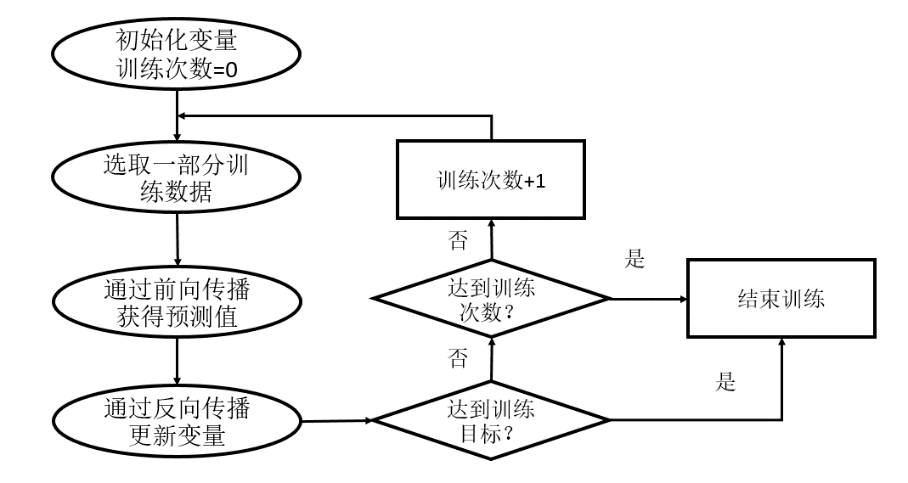 初始化变量
训练次数=0
选取一部分训
练数据
通过前向传播
获得预测值
通过反向传播
更新变量
达到训练
目标？
否
是
达到训练
次数？
否
是
训练次数+1
结束训练